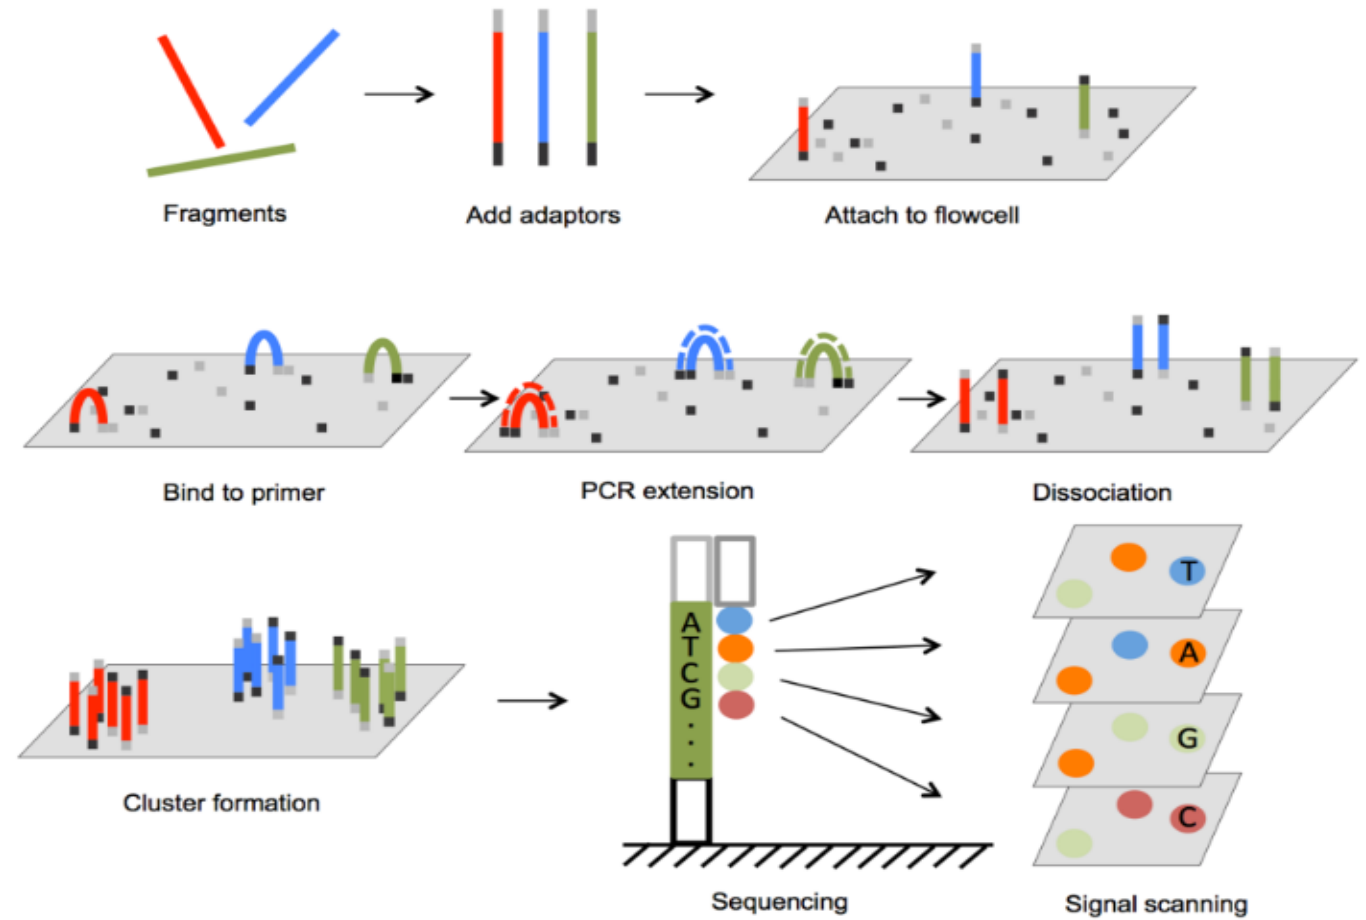 Fragments
Add adaptors
Attach to flowcell
Bind to primer
PCR extension
Dissociation
A
T
C
G
.
.
.
T
A
G
C
Cluster formation
Sequencing
Signal scanning